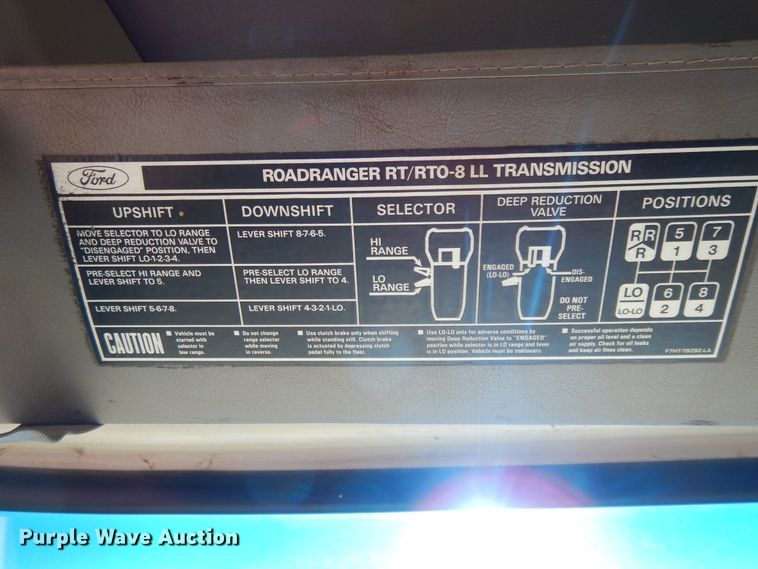 Ford
ROADRANGER RT/RTO-8 LL TRANSMISSION
UPSHIFT
MOVE SELECTOR TO LO RANGE
AND DEEP REDUCTION VALVE TO
"DISENGAGED" POSITION, THEN
LEVER SHIFT LO-1-2-3-4.
PRE-SELECT HI RANGE AND
LEVER SHIFT TO 5.
LEVER SHIFT 5-6-7-8.
DOWNSHIFT
LEVER SHIFT 8-7-6-5.
PRE-SELECT LO RANGE
THEN LEVER SHIFT TO 4.
LEVER SHIFT 4-3-2-1-LO.
SELECTOR
HI
RANGE
LO
RANGE
DEEP REDUCTION
VALVE
ENGAGED
(LO-LO)
DIS-
ENGAGED
DO NOT
PRE-
SELECT
POSITIONS
R R 5 7
R 1 3
LO 6 8
LO-LO 2 4
CAUTION
■ Vehicle must be
started with
selector in
low range.
■ Do not change
range selector
while moving
in reverse.
■ Use clutch brake only when shifting
while standing still. Clutch brake
is actuated by depressing clutch
pedal fully to the floor.
■ Use LO-LO only for adverse conditions by
moving Deep Reduction Valve to "ENGAGED"
position while selector is in LO range and lever
is in LO position. Vehicle must be stationary.
■ Successful operation depends
on proper oil level and a clean
air supply. Check for oil leaks
and keep air lines clean.
F7HT-7B292-LA
Purple Wave Auction